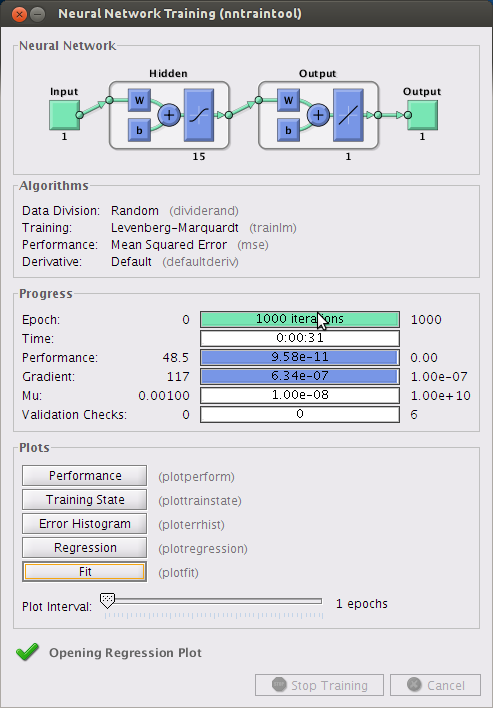 Neural Network Training (nntraintool)
Neural Network
Hidden Output
Input Output
W W
b b
+ +
1 15 1 1
Algorithms
Data Division: Random (dividerand)
Training: Levenberg-Marquardt (trainlm)
Performance: Mean Squared Error (mse)
Derivative: Default (defaultderiv)
Progress
Epoch: 0 1000 iterations 1000
Time: 0:00:31
Performance: 48.5 9.58e-11 0.00
Gradient: 117 6.34e-07 1.00e-07
Mu: 0.00100 1.00e-08 1.00e+10
Validation Checks: 0 0 6
Plots
Performance (plotperform)
Training State (plottrainstate)
Error Histogram (ploterrhist)
Regression (plotregression)
Fit (plotfit)
Plot Interval: 1 epochs
Opening Regression Plot
Stop Training Cancel